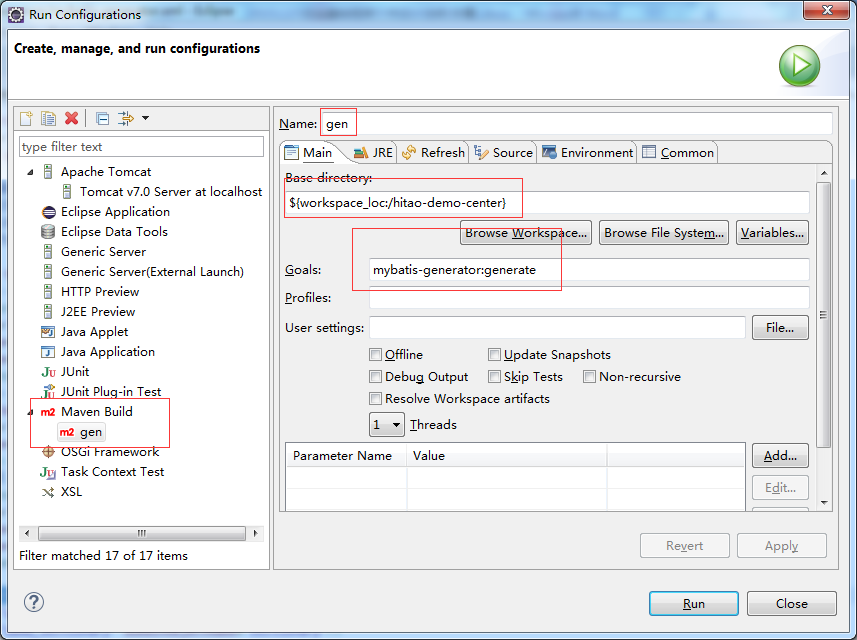 Run Configurations
Create, manage, and run configurations
type filter text
Apache Tomcat
Tomcat v7.0 Server at localhost
Eclipse Application
Eclipse Data Tools
Generic Server
Generic Server(External Launch)
HTTP Preview
J2EE Preview
Java Applet
Java Application
Ju JUnit
JUnit Plug-in Test
m2 Maven Build
m2 gen
OSGi Framework
Ju Task Context Test
XSL
Filter matched 17 of 17 items
Name: gen
Main JRE Refresh Source Environment Common
Base directory:
${workspace_loc:/hitao-demo-center}
Browse Workspace... Browse File System... Variables...
Goals: mybatis-generator:generate
Profiles:
User settings: File...
Offline Update Snapshots
Debug Output Skip Tests Non-recursive
Resolve Workspace artifacts
1 Threads
Parameter Name Value Add...
Edit...
Revert Apply
? Run Close